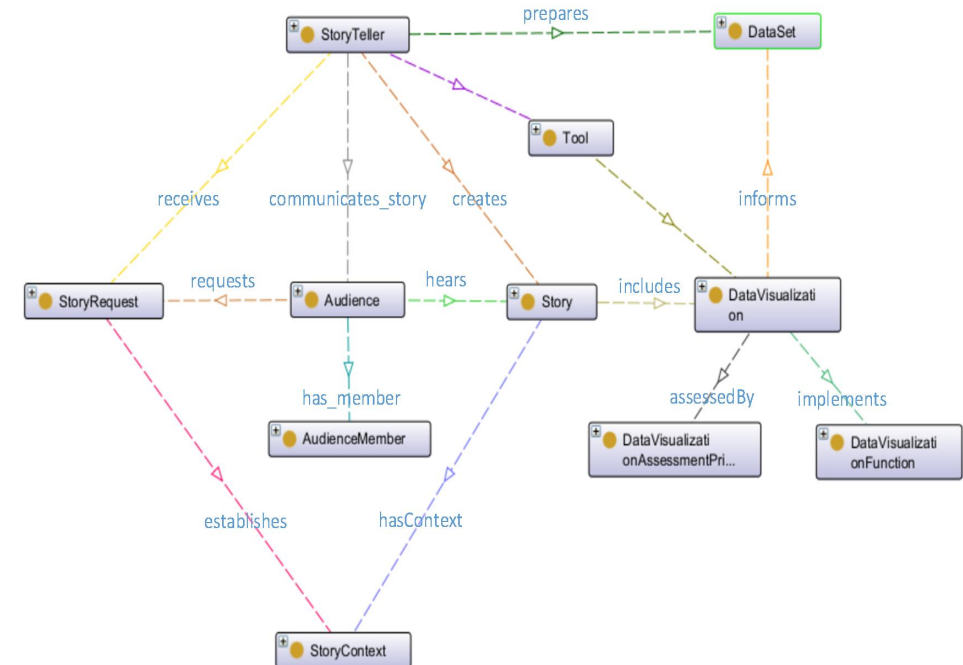 prepares
StoryTeller
DataSet
Tool
receives
communicates_story
creates
informs
requests
hears
includes
StoryRequest
Audience
Story
DataVisualizati
on
has_member
assessedBy
implements
AudienceMember
DataVisualizati
onAssessmentPri...
DataVisualizati
onFunction
establishes
hasContext
StoryContext